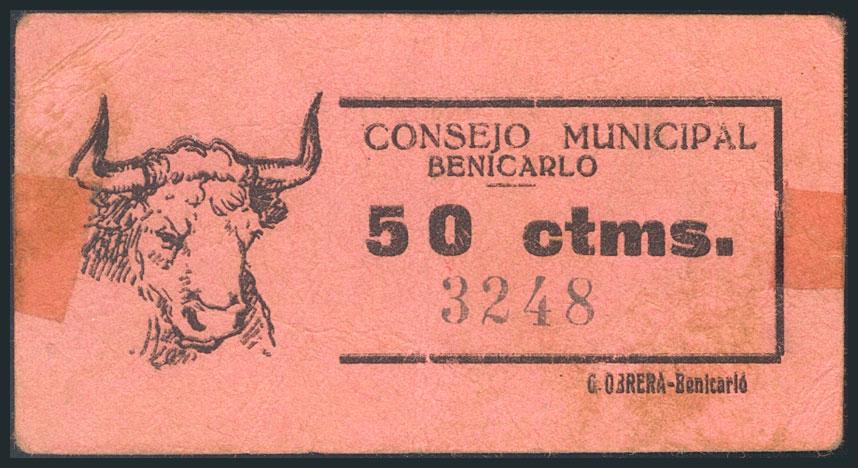 CONSEJO MUNICIPAL
BENICARLO
50 ctms.
3248
G. OBRERA-Benicarló